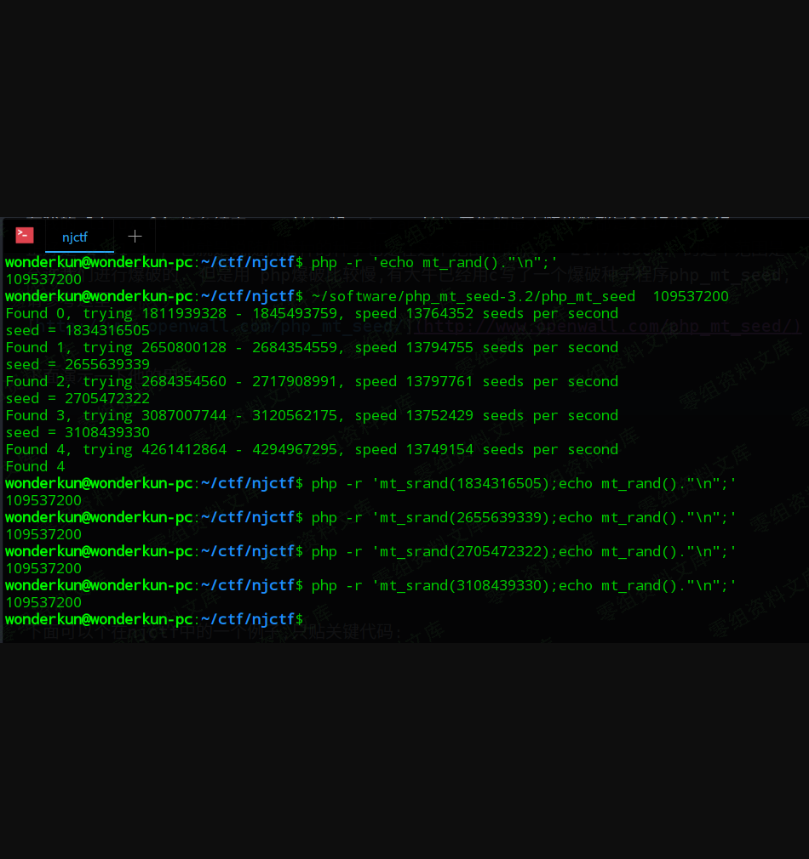 njctf
wonderkun@wonderkun-pc:~/ctf/njctf$ php -r 'echo mt_rand()."\n";'
109537200
wonderkun@wonderkun-pc:~/ctf/njctf$ ~/software/php_mt_seed-3.2/php_mt_seed  109537200
Found 0, trying 1811939328 - 1845493759, speed 13764352 seeds per second
seed = 1834316505
Found 1, trying 2650800128 - 2684354559, speed 13794755 seeds per second
seed = 2655639339
Found 2, trying 2684354560 - 2717908991, speed 13797761 seeds per second
seed = 2705472322
Found 3, trying 3087007744 - 3120562175, speed 13752429 seeds per second
seed = 3108439330
Found 4, trying 4261412864 - 4294967295, speed 13749154 seeds per second
Found 4
wonderkun@wonderkun-pc:~/ctf/njctf$ php -r 'mt_srand(1834316505);echo mt_rand()."\n";'
109537200
wonderkun@wonderkun-pc:~/ctf/njctf$ php -r 'mt_srand(2655639339);echo mt_rand()."\n";'
109537200
wonderkun@wonderkun-pc:~/ctf/njctf$ php -r 'mt_srand(2705472322);echo mt_rand()."\n";'
109537200
wonderkun@wonderkun-pc:~/ctf/njctf$ php -r 'mt_srand(3108439330);echo mt_rand()."\n";'
109537200
wonderkun@wonderkun-pc:~/ctf/njctf$
零组资料文库